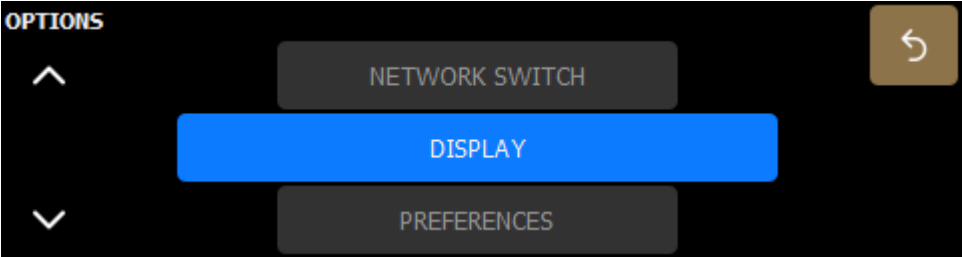 OPTIONS
NETWORK SWITCH
DISPLAY
PREFERENCES